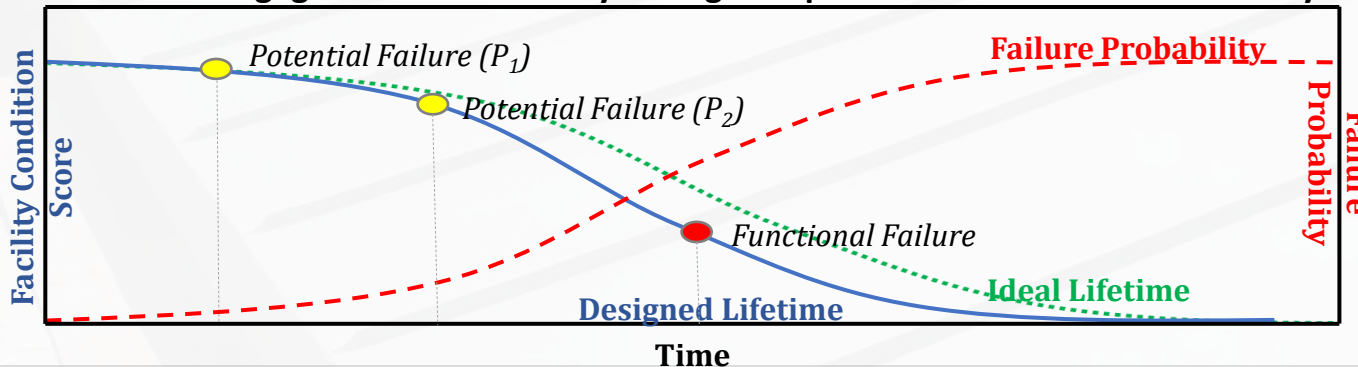 Potential Failure (P1)
Potential Failure (P2)
Functional Failure
Failure Probability
Ideal Lifetime
Designed Lifetime
Facility Condition
Score
Failure
Probability
Time